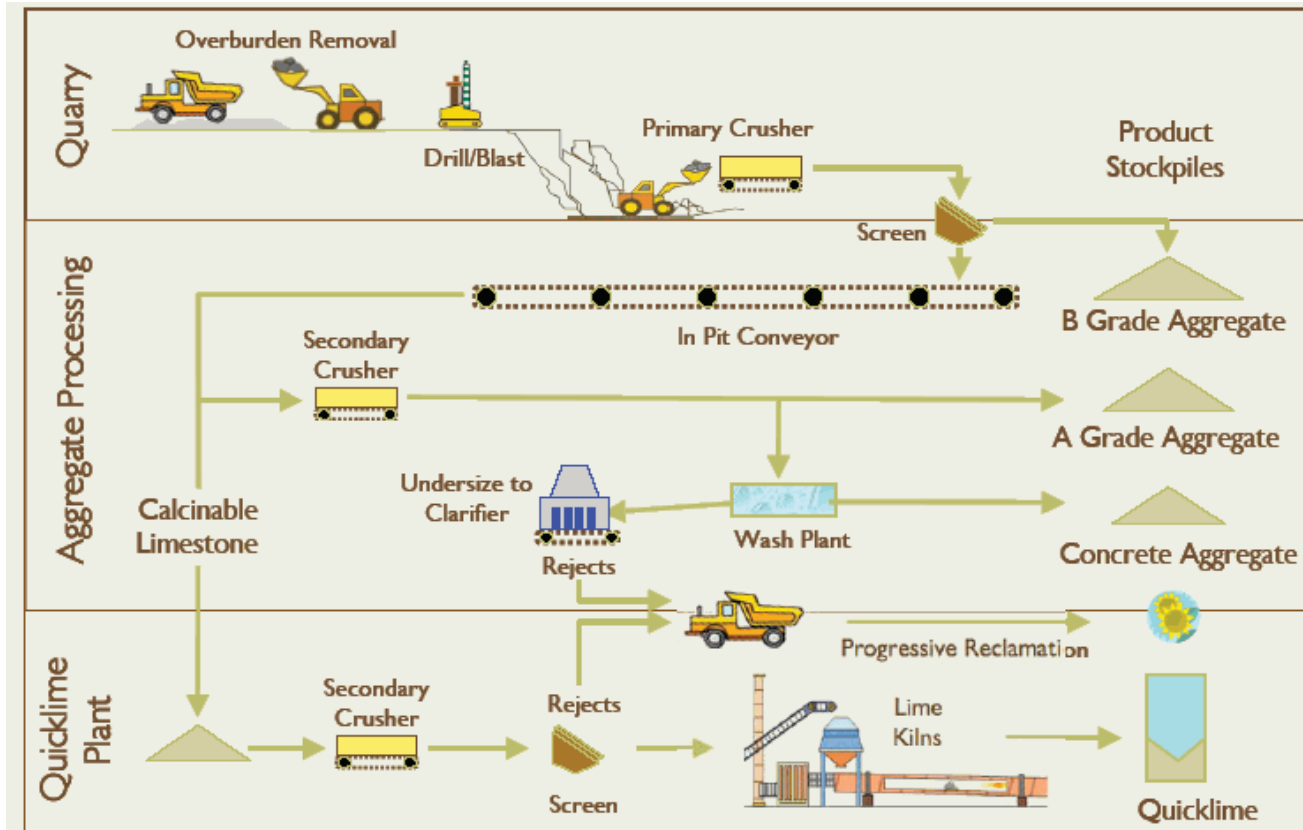 Quarry
Overburden Removal
Drill/Blast
Primary Crusher
Product
Stockpiles
Screen
Aggregate Processing
B Grade Aggregate
In Pit Conveyor
Secondary
Crusher
A Grade Aggregate
Undersize to
Clarifier
Calcinable
Limestone
Wash Plant
Concrete Aggregate
Rejects
Progressive Reclamation
Quicklime
Plant
Secondary
Crusher
Rejects
Screen
Lime
Kilns
Quicklime